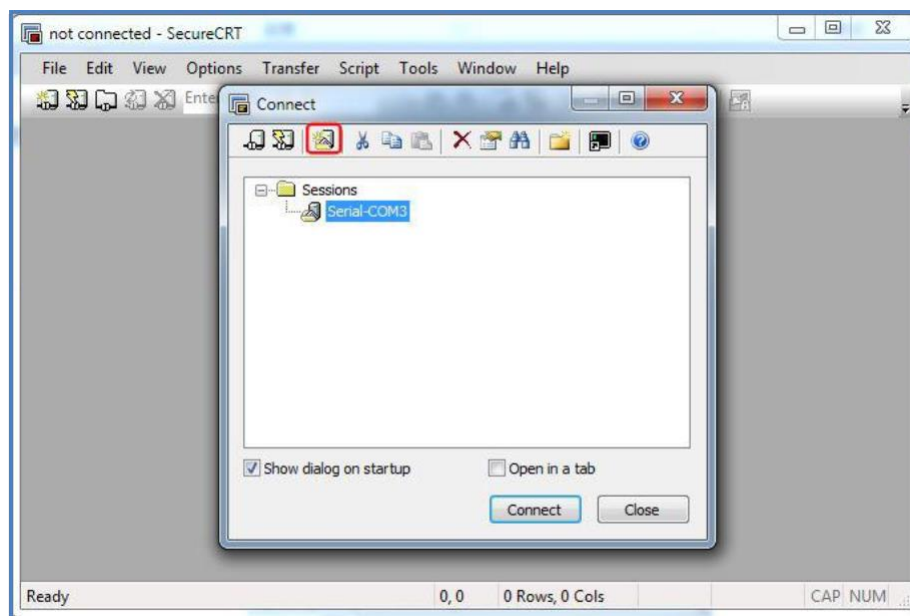 not connected - SecureCRT
File Edit View Options Transfer Script Tools Window Help
Ente
Connect
Sessions
Serial-COM3
Show dialog on startup
Open in a tab
Connect
Close
Ready
0, 0
0 Rows, 0 Cols
CAP NUM